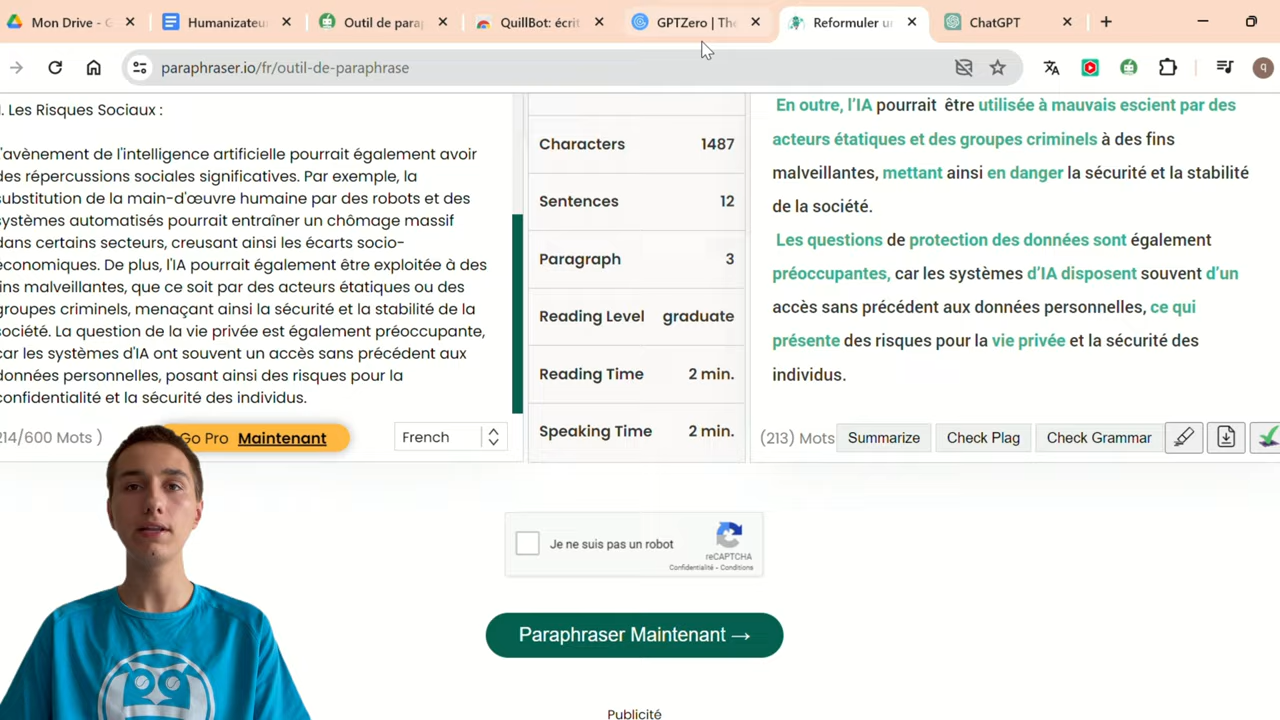 Mon Drive - G
Humanizateu
Outil de para
QuillBot: écrit
GPTZero | The
Reformuler un
ChatGPT
paraphraser.io/fr/outil-de-paraphrase
. Les Risques Sociaux :
'avènement de l'intelligence artificielle pourrait également avoir
des répercussions sociales significatives. Par exemple, la
substitution de la main-d'œuvre humaine par des robots et des
systèmes automatisés pourrait entraîner un chômage massif
dans certains secteurs, creusant ainsi les écarts socio-
économiques. De plus, l'IA pourrait également être exploitée à des
fins malveillantes, que ce soit par des acteurs étatiques ou des
groupes criminels, menaçant ainsi la sécurité et la stabilité de la
société. La question de la vie privée est également préoccupante,
car les systèmes d'IA ont souvent un accès sans précédent aux
données personnelles, posant ainsi des risques pour la
confidentialité et la sécurité des individus.
214/600 Mots )
Go Pro Maintenant
French
Characters 1487
Sentences 12
Paragraph 3
Reading Level graduate
Reading Time 2 min.
Speaking Time 2 min.
En outre, l'IA pourrait être utilisée à mauvais escient par des
acteurs étatiques et des groupes criminels à des fins
malveillantes, mettant ainsi en danger la sécurité et la stabilité
de la société.
Les questions de protection des données sont également
préoccupantes, car les systèmes d'IA disposent souvent d'un
accès sans précédent aux données personnelles, ce qui
présente des risques pour la vie privée et la sécurité des
individus.
(213) Mots
Summarize
Check Plag
Check Grammar
Je ne suis pas un robot
reCAPTCHA
Confidentialité - Conditions
Paraphraser Maintenant →
Publicité